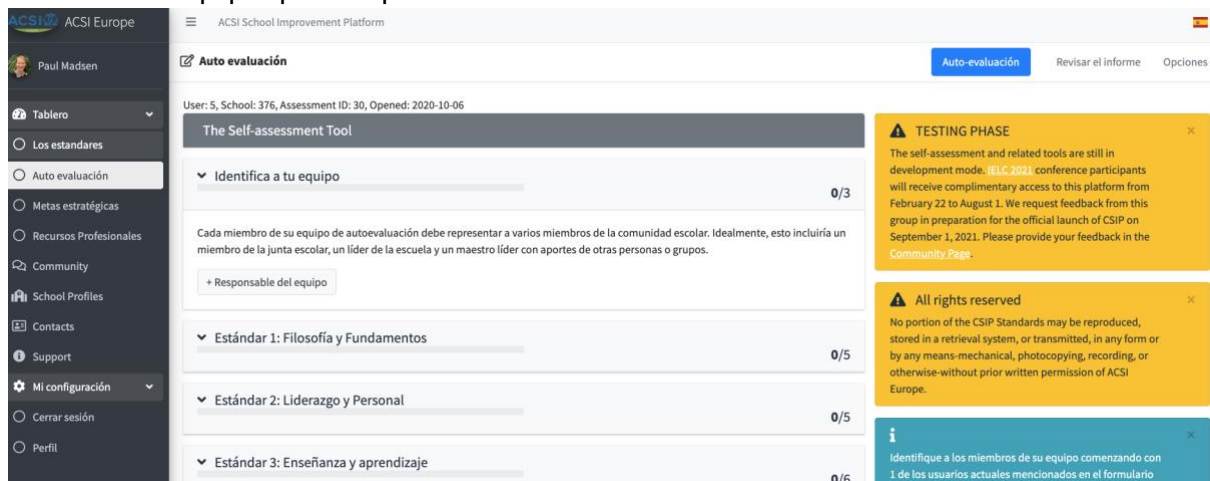 ACSI ACSI Europe
ACSI School Improvement Platform
Paul Madsen
Auto evaluación
Auto-evaluación
Revisar el informe
Opciones
Tablero
Los estandares
Auto evaluación
Metas estratégicas
Recursos Profesionales
Community
School Profiles
Contacts
Support
Mi configuración
Cerrar sesión
Perfil
User: 5, School: 376, Assessment ID: 30, Opened: 2020-10-06
The Self-assessment Tool
Identifica a tu equipo
0/3
Cada miembro de su equipo de autoevaluación debe representar a varios miembros de la comunidad escolar. Idealmente, esto incluiría un
miembro de la junta escolar, un líder de la escuela y un maestro líder con aportes de otras personas o grupos.
+ Responsable del equipo
Estándar 1: Filosofía y Fundamentos
0/5
Estándar 2: Liderazgo y Personal
0/5
Estándar 3: Enseñanza y aprendizaje
0/6
TESTING PHASE
The self-assessment and related tools are still in
development mode. IELC 2021 conference participants
will receive complimentary access to this platform from
February 22 to August 1. We request feedback from this
group in preparation for the official launch of CSIP on
September 1, 2021. Please provide your feedback in the
Community Page.
All rights reserved
No portion of the CSIP Standards may be reproduced,
stored in a retrieval system, or transmitted, in any form or
by any means-mechanical, photocopying, recording, or
otherwise-without prior written permission of ACSI
Europe.
Identifique a los miembros de su equipo comenzando con
1 de los usuarios actuales mencionados en el formulario